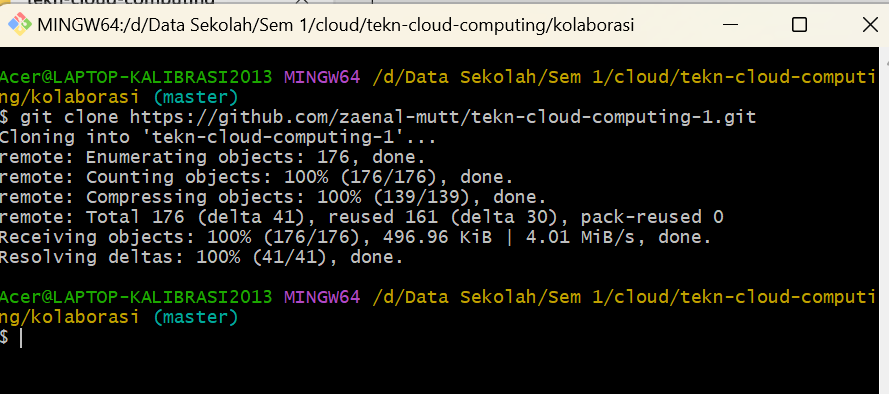 MINGW64:/d/Data Sekolah/Sem 1/cloud/tekn-cloud-computing/kolaborasi
Acer@LAPTOP-KALIBRASI2013 MINGW64 /d/Data Sekolah/Sem 1/cloud/tekn-cloud-computi
ng/kolaborasi (master)
$ git clone https://github.com/zaenal-mutt/tekn-cloud-computing-1.git
Cloning into 'tekn-cloud-computing-1'...
remote: Enumerating objects: 176, done.
remote: Counting objects: 100% (176/176), done.
remote: Compressing objects: 100% (139/139), done.
remote: Total 176 (delta 41), reused 161 (delta 30), pack-reused 0
Receiving objects: 100% (176/176), 496.96 KiB | 4.01 MiB/s, done.
Resolving deltas: 100% (41/41), done.
Acer@LAPTOP-KALIBRASI2013 MINGW64 /d/Data Sekolah/Sem 1/cloud/tekn-cloud-computi
ng/kolaborasi (master)
$